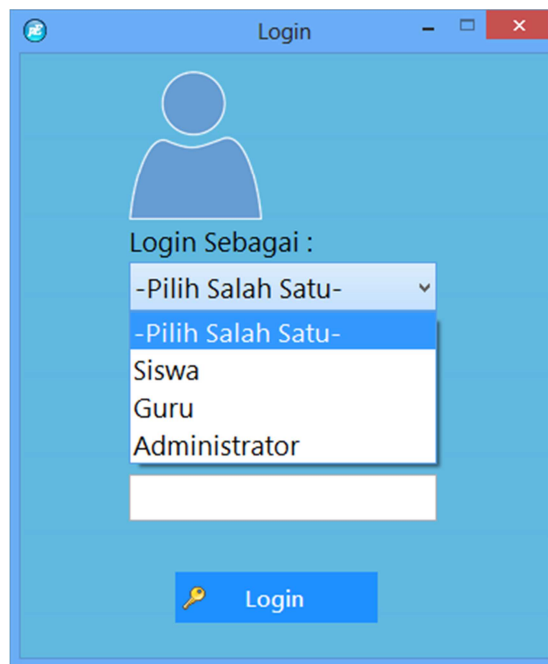 Login
Login Sebagai :
-Pilih Salah Satu-
-Pilih Salah Satu-
Siswa
Guru
Administrator
Login